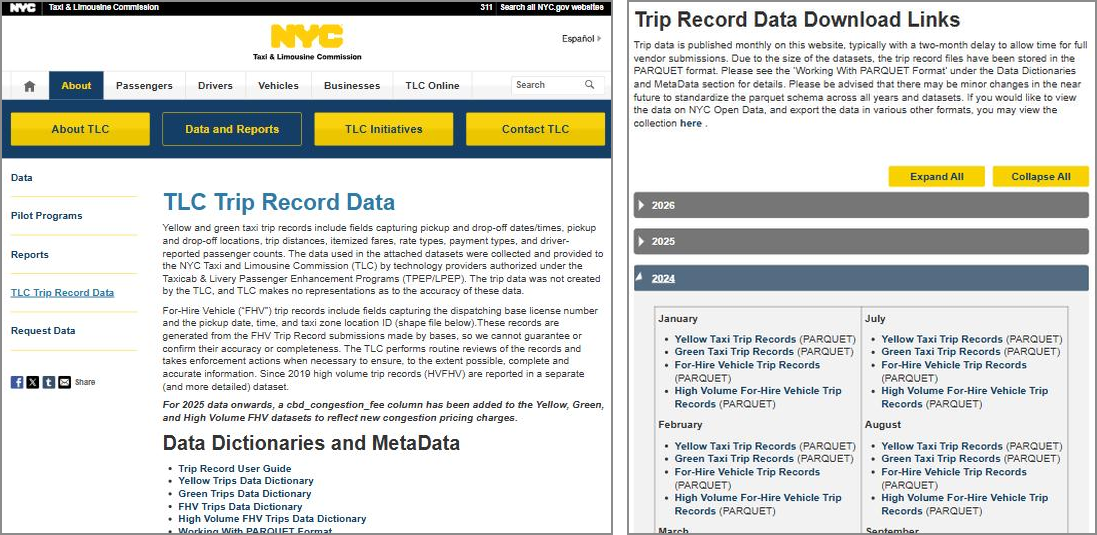 NYC Taxi & Limousine Commission 311 Search all NYC.gov websites
NYC
Taxi & Limousine Commission
Español
About Passengers Drivers Vehicles Businesses TLC Online Search
About TLC Data and Reports TLC Initiatives Contact TLC
Data
Pilot Programs
Reports
TLC Trip Record Data
Request Data
Share
TLC Trip Record Data
Yellow and green taxi trip records include fields capturing pickup and drop-off dates/times, pickup
and drop-off locations, trip distances, itemized fares, rate types, payment types, and driver-
reported passenger counts. The data used in the attached datasets were collected and provided to
the NYC Taxi and Limousine Commission (TLC) by technology providers authorized under the
Taxicab & Livery Passenger Enhancement Programs (TPEP/LPEP). The trip data was not created
by the TLC, and TLC makes no representations as to the accuracy of these data.
For-Hire Vehicle ("FHV") trip records include fields capturing the dispatching base license number
and the pickup date, time, and taxi zone location ID (shape file below).These records are
generated from the FHV Trip Record submissions made by bases, so we cannot guarantee or
confirm their accuracy or completeness. The TLC performs routine reviews of the records and
takes enforcement actions when necessary to ensure, to the extent possible, complete and
accurate information. Since 2019 high volume trip records (HVFHV) are reported in a separate
(and more detailed) dataset.
For 2025 data onwards, a cbd_congestion_fee column has been added to the Yellow, Green,
and High Volume FHV datasets to reflect new congestion pricing charges.
Data Dictionaries and MetaData
Trip Record User Guide
Yellow Trips Data Dictionary
Green Trips Data Dictionary
FHV Trips Data Dictionary
High Volume FHV Trips Data Dictionary
Working With PARQUET Format
Trip Record Data Download Links
Trip data is published monthly on this website, typically with a two-month delay to allow time for full
vendor submissions. Due to the size of the datasets, the trip record files have been stored in the
PARQUET format. Please see the 'Working With PARQUET Format' under the Data Dictionaries
and MetaData section for details. Please be advised that there may be minor changes in the near
future to standardize the parquet schema across all years and datasets. If you would like to view
the data on NYC Open Data, and export the data in various other formats, you may view the
collection here .
Expand All Collapse All
2026
2025
2024
January
Yellow Taxi Trip Records (PARQUET)
Green Taxi Trip Records (PARQUET)
For-Hire Vehicle Trip Records
(PARQUET)
High Volume For-Hire Vehicle Trip
Records (PARQUET)
February
Yellow Taxi Trip Records (PARQUET)
Green Taxi Trip Records (PARQUET)
For-Hire Vehicle Trip Records
(PARQUET)
High Volume For-Hire Vehicle Trip
Records (PARQUET)
March
July
Yellow Taxi Trip Records (PARQUET)
Green Taxi Trip Records (PARQUET)
For-Hire Vehicle Trip Records
(PARQUET)
High Volume For-Hire Vehicle Trip
Records (PARQUET)
August
Yellow Taxi Trip Records (PARQUET)
Green Taxi Trip Records (PARQUET)
For-Hire Vehicle Trip Records
(PARQUET)
High Volume For-Hire Vehicle Trip
Records (PARQUET)
September